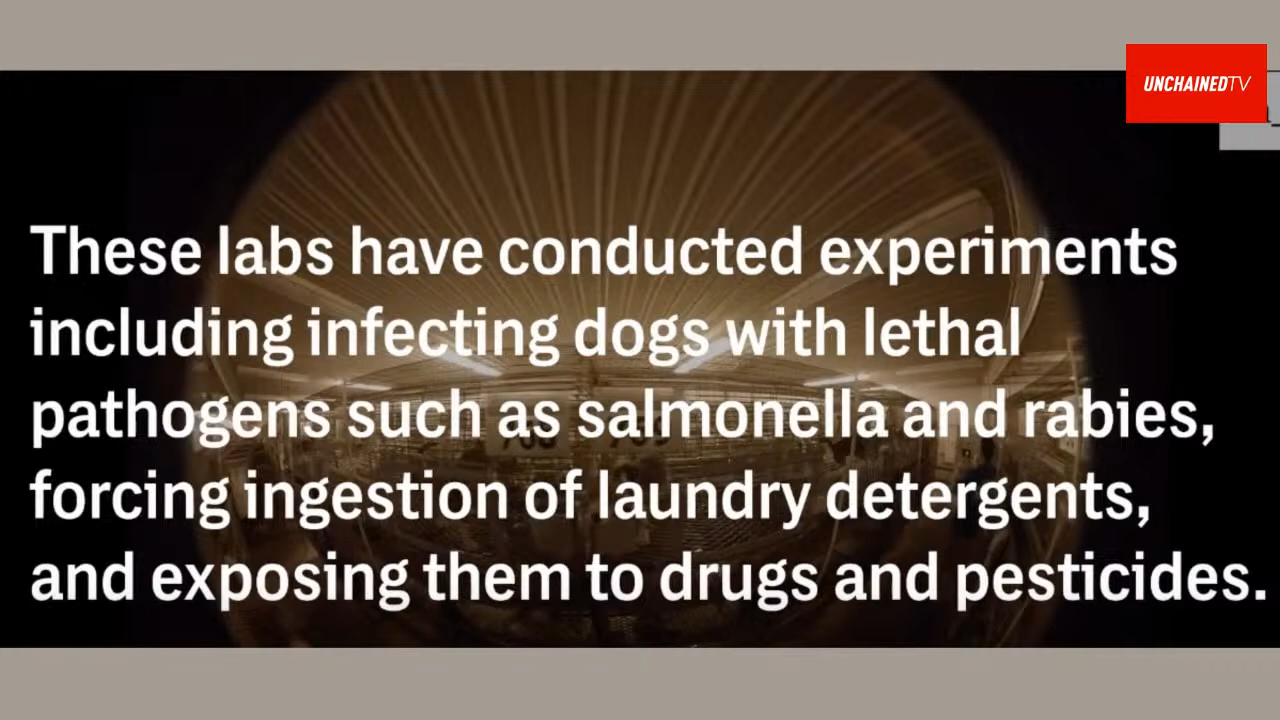 UNCHAINEDTV
These labs have conducted experiments
including infecting dogs with lethal
pathogens such as salmonella and rabies,
forcing ingestion of laundry detergents,
and exposing them to drugs and pesticides.